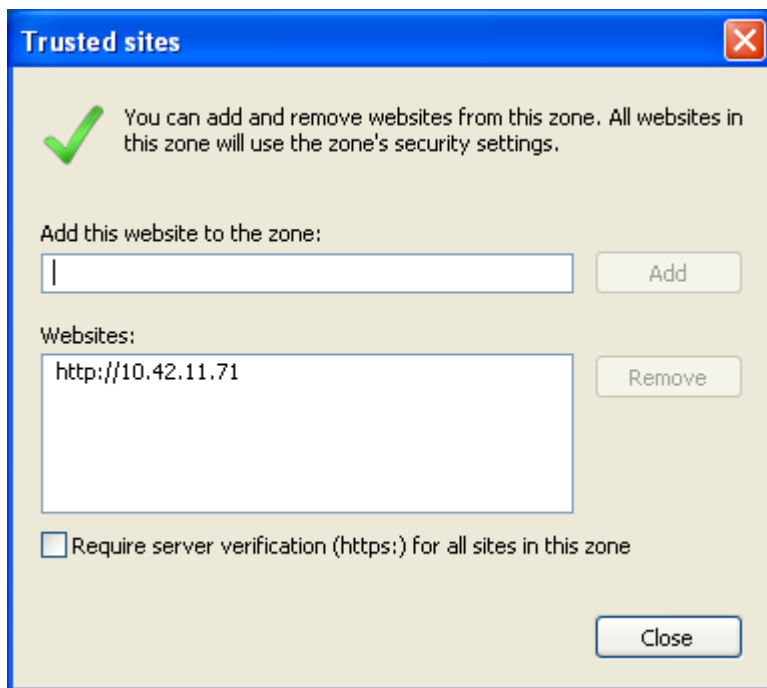 Trusted sites
You can add and remove websites from this zone. All websites in
this zone will use the zone's security settings.
Add this website to the zone:
Add
Websites:
http://10.42.11.71
Remove
Require server verification (https:) for all sites in this zone
Close